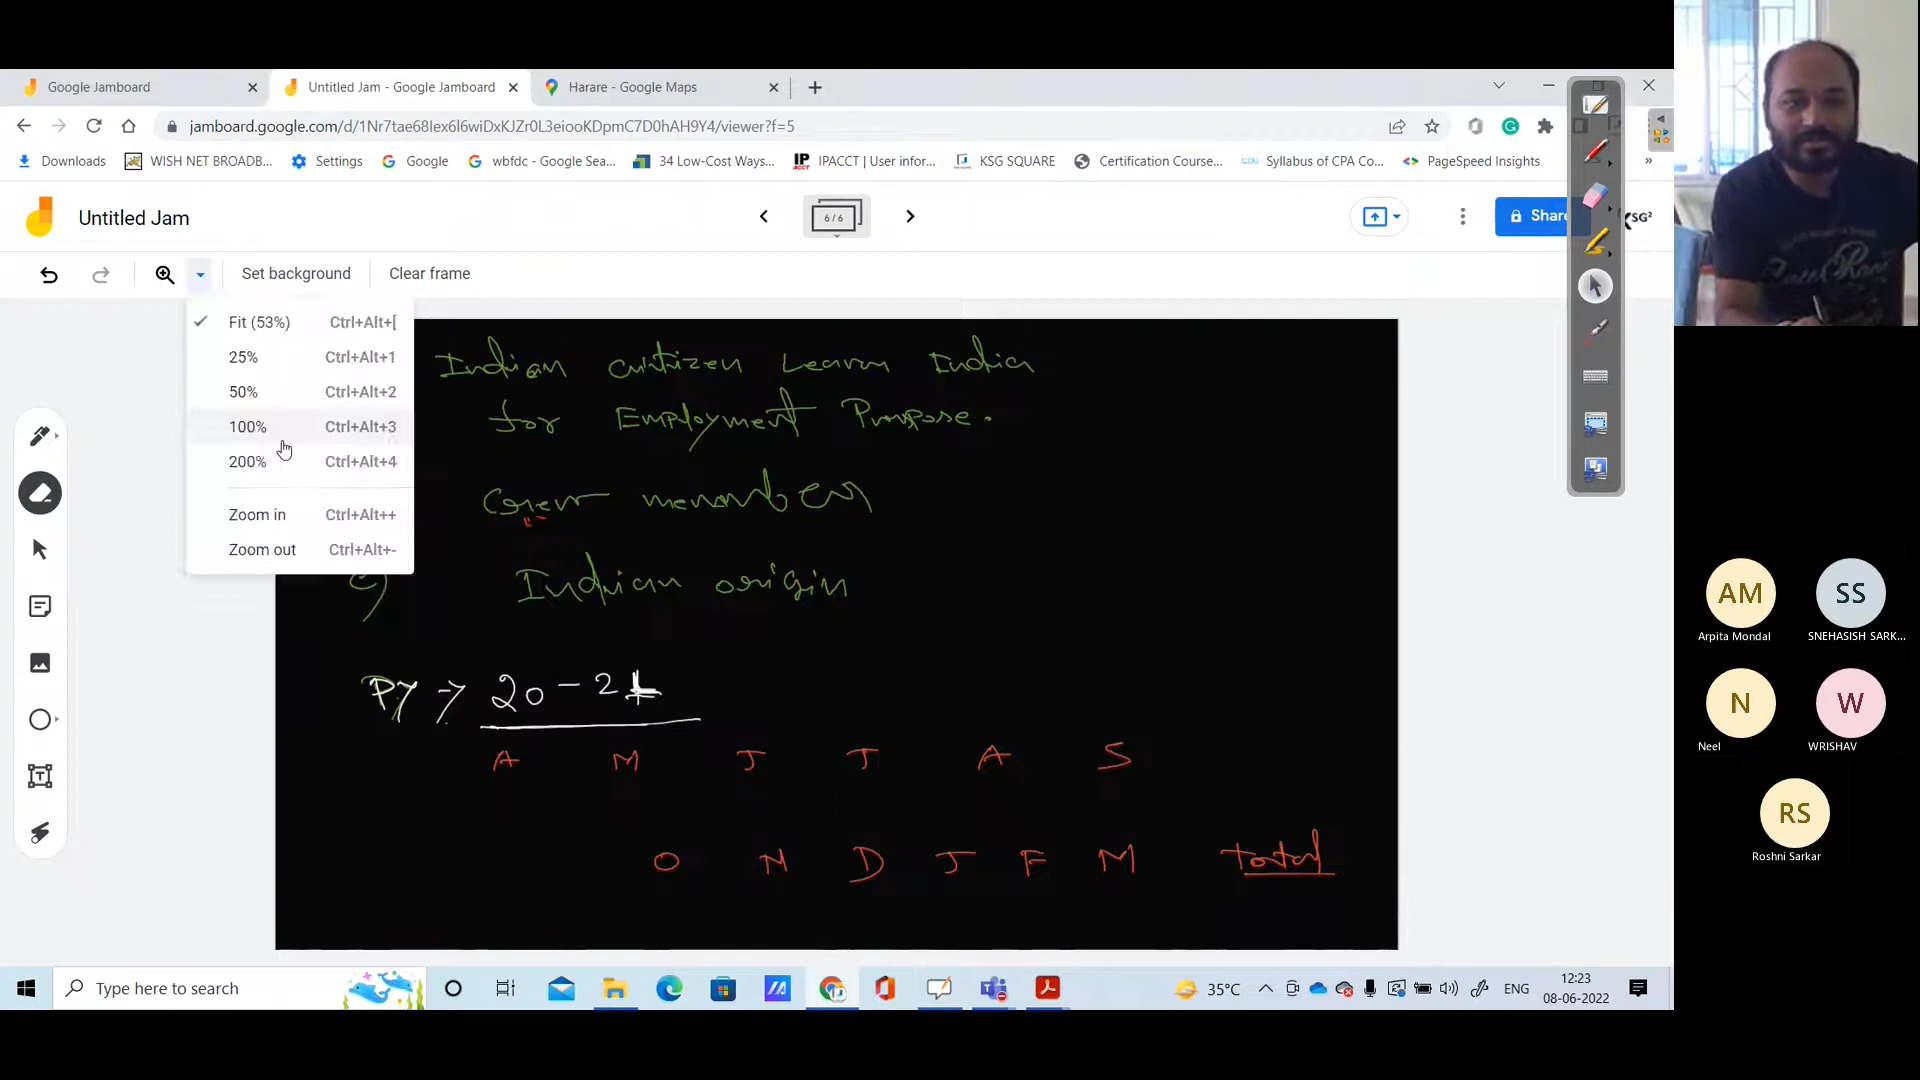 Google Jamboard
Untitled Jam - Google Jamboard
Harare - Google Maps
jamboard.google.com/d/1Nr7tae68Iex6l6wiDxKJZr0L3eiooKDpmC7D0hAH9Y4/viewer?f=5
Downloads
WISH NET BROADB...
Settings
Google
wbfdc - Google Sea...
34 Low-Cost Ways...
IPACCT | User infor...
KSG SQUARE
Certification Course...
Syllabus of CPA Co...
PageSpeed Insights
»
Untitled Jam
6 / 6
Share
KSG²
Set background
Clear frame
Fit (53%) Ctrl+Alt+[
25% Ctrl+Alt+1
50% Ctrl+Alt+2
100% Ctrl+Alt+3
200% Ctrl+Alt+4
Zoom in Ctrl+Alt++
Zoom out Ctrl+Alt+-
Indian citizen Leave India
for Employment Purpose.
Crew member
c) Indian origin
PY → 20 - 21
A M J J A S
O N D J F M total
AM
Arpita Mondal
SS
SNEHASISH SARK...
N
Neel
W
WRISHAV
RS
Roshni Sarkar
Type here to search
35°C
ENG
12:23
08-06-2022